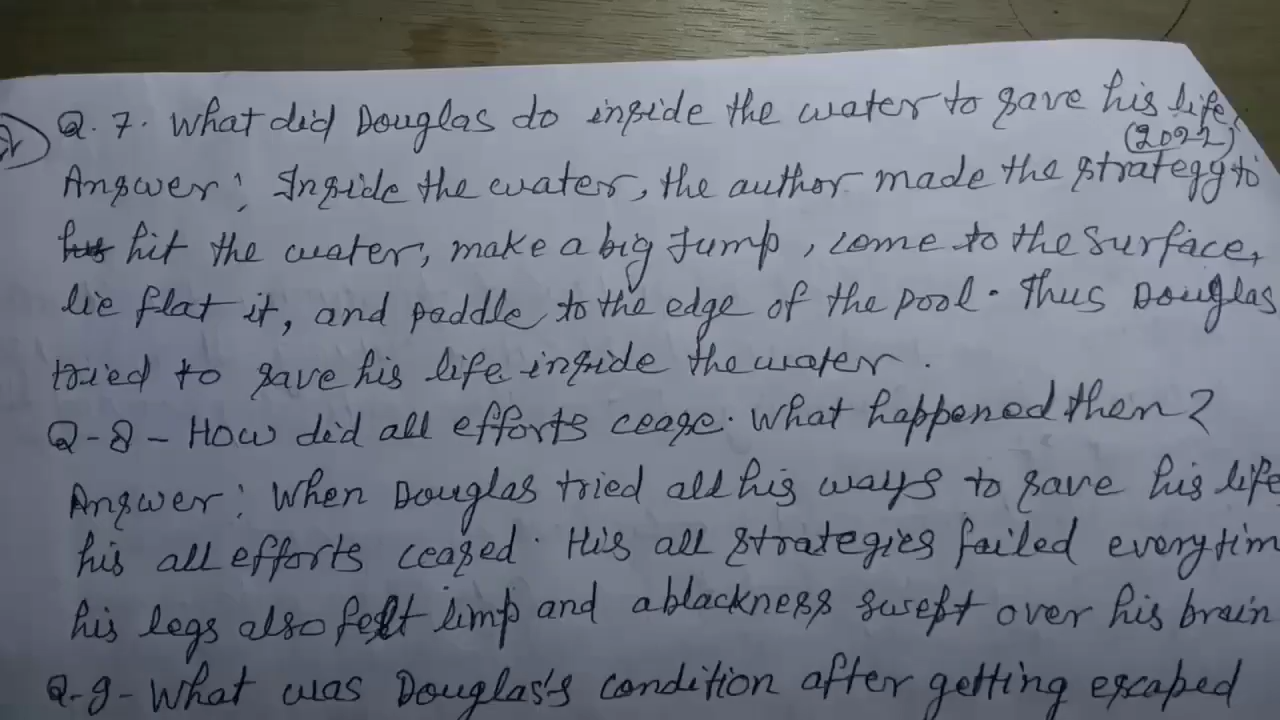 Q. 7. What did Douglas do inside the water to save his life
(2022)
Answer: Inside the water, the author made the strategy to
hit the water, make a big Jump, come to the surface,
lie flat it, and paddle to the edge of the pool. Thus Douglas
tried to save his life inside the water.
Q-8- How did all efforts cease. What happened then?
Answer: When Douglas tried all his ways to save his life
his all efforts ceased. His all strategies failed everytim
his legs also felt limp and a blackness swept over his brain
Q-9- What was Douglas's condition after getting escaped